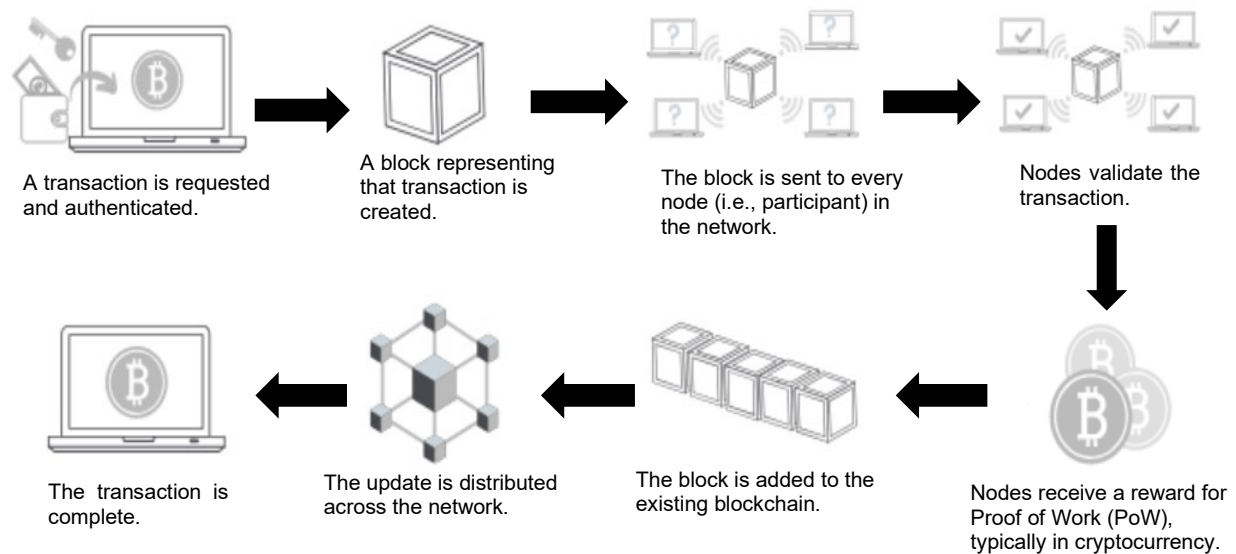 A transaction is requested
and authenticated.
A block representing
that transaction is
created.
The block is sent to every
node (i.e., participant) in
the network.
Nodes validate the
transaction.
Nodes receive a reward for
Proof of Work (PoW),
typically in cryptocurrency.
The block is added to the
existing blockchain.
The update is distributed
across the network.
The transaction is
complete.